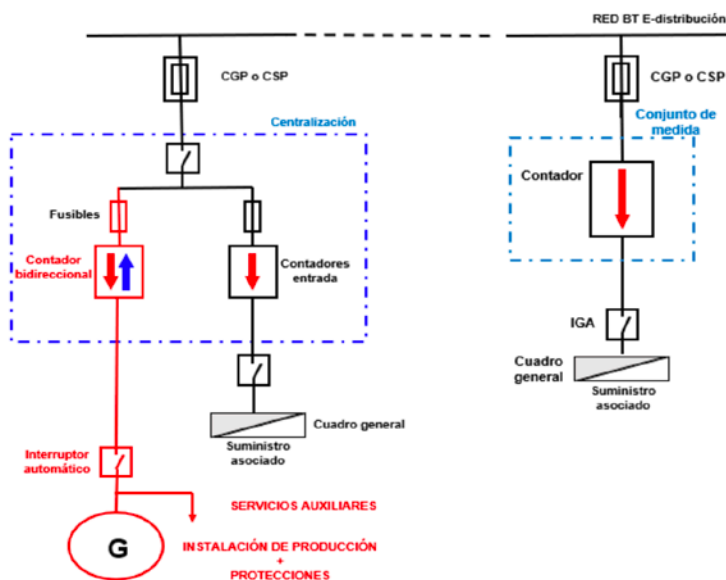 RED BT E-distribución
CGP o CSP
CGP o CSP
Centralización
Conjunto de
medida
Contador
Fusibles
Contador
bidireccional
Contadores
entrada
IGA
Cuadro
general
Suministro
asociado
Cuadro general
Suministro
asociado
Interruptor
automático
SERVICIOS AUXILIARES
G
INSTALACIÓN DE PRODUCCIÓN
+
PROTECCIONES